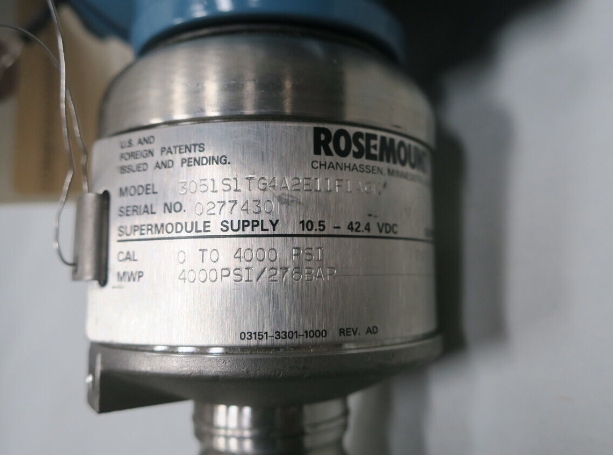 U.S. AND
FOREIGN PATENTS
ISSUED AND PENDING.
ROSEMOUNT
CHANHASSEN,
MODEL
SERIAL NO. 0277430
SUPERMODULE SUPPLY 10.5 – 42.4 VDC
CAL 0 TO 4000 PSI
MWP 4000PSI/276BAR
03151-3301-1000 REV. AD